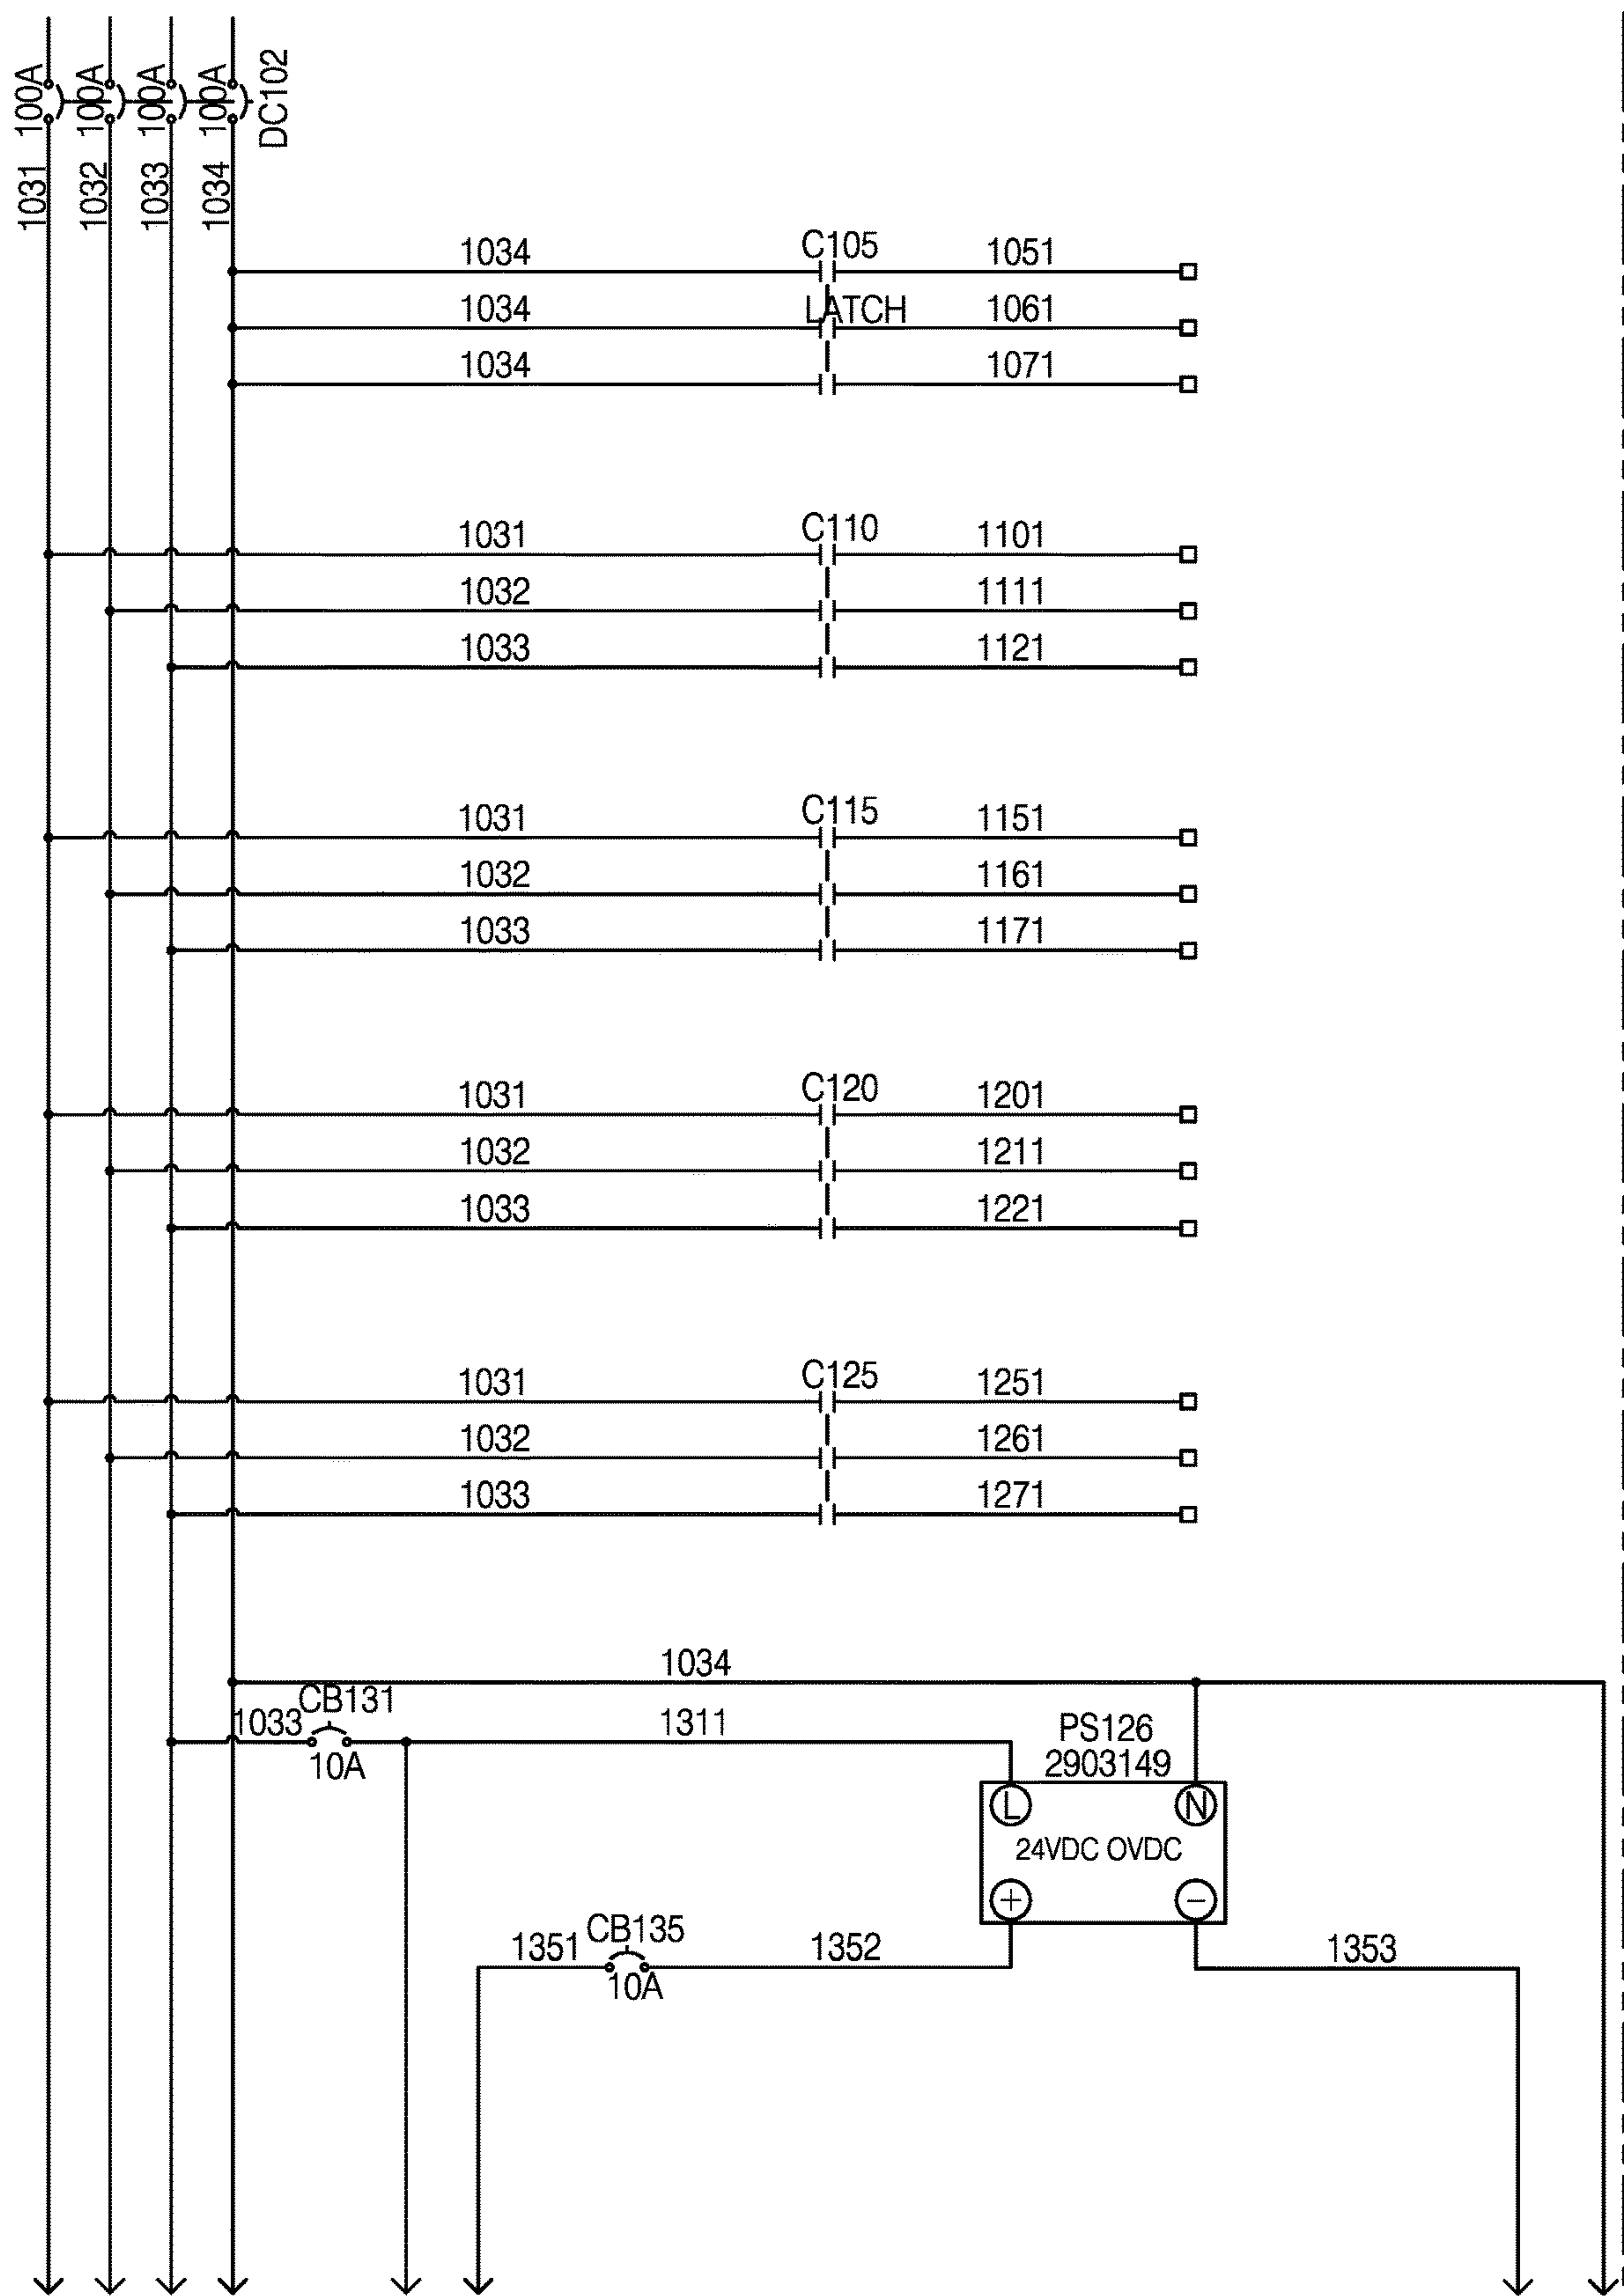 100A 100A 100A 100A DC102
1031 1032 1033 1034
1034 C105 1051
1034 LATCH 1061
1034 1071
1031 C110 1101
1032 1111
1033 1121
1031 C115 1151
1032 1161
1033 1171
1031 C120 1201
1032 1211
1033 1221
1031 C125 1251
1032 1261
1033 1271
1034
CB131
1033 1311 PS126
10A 2903149
L N
24VDC OVDC
+ −
CB135
1351 1352 1353
10A